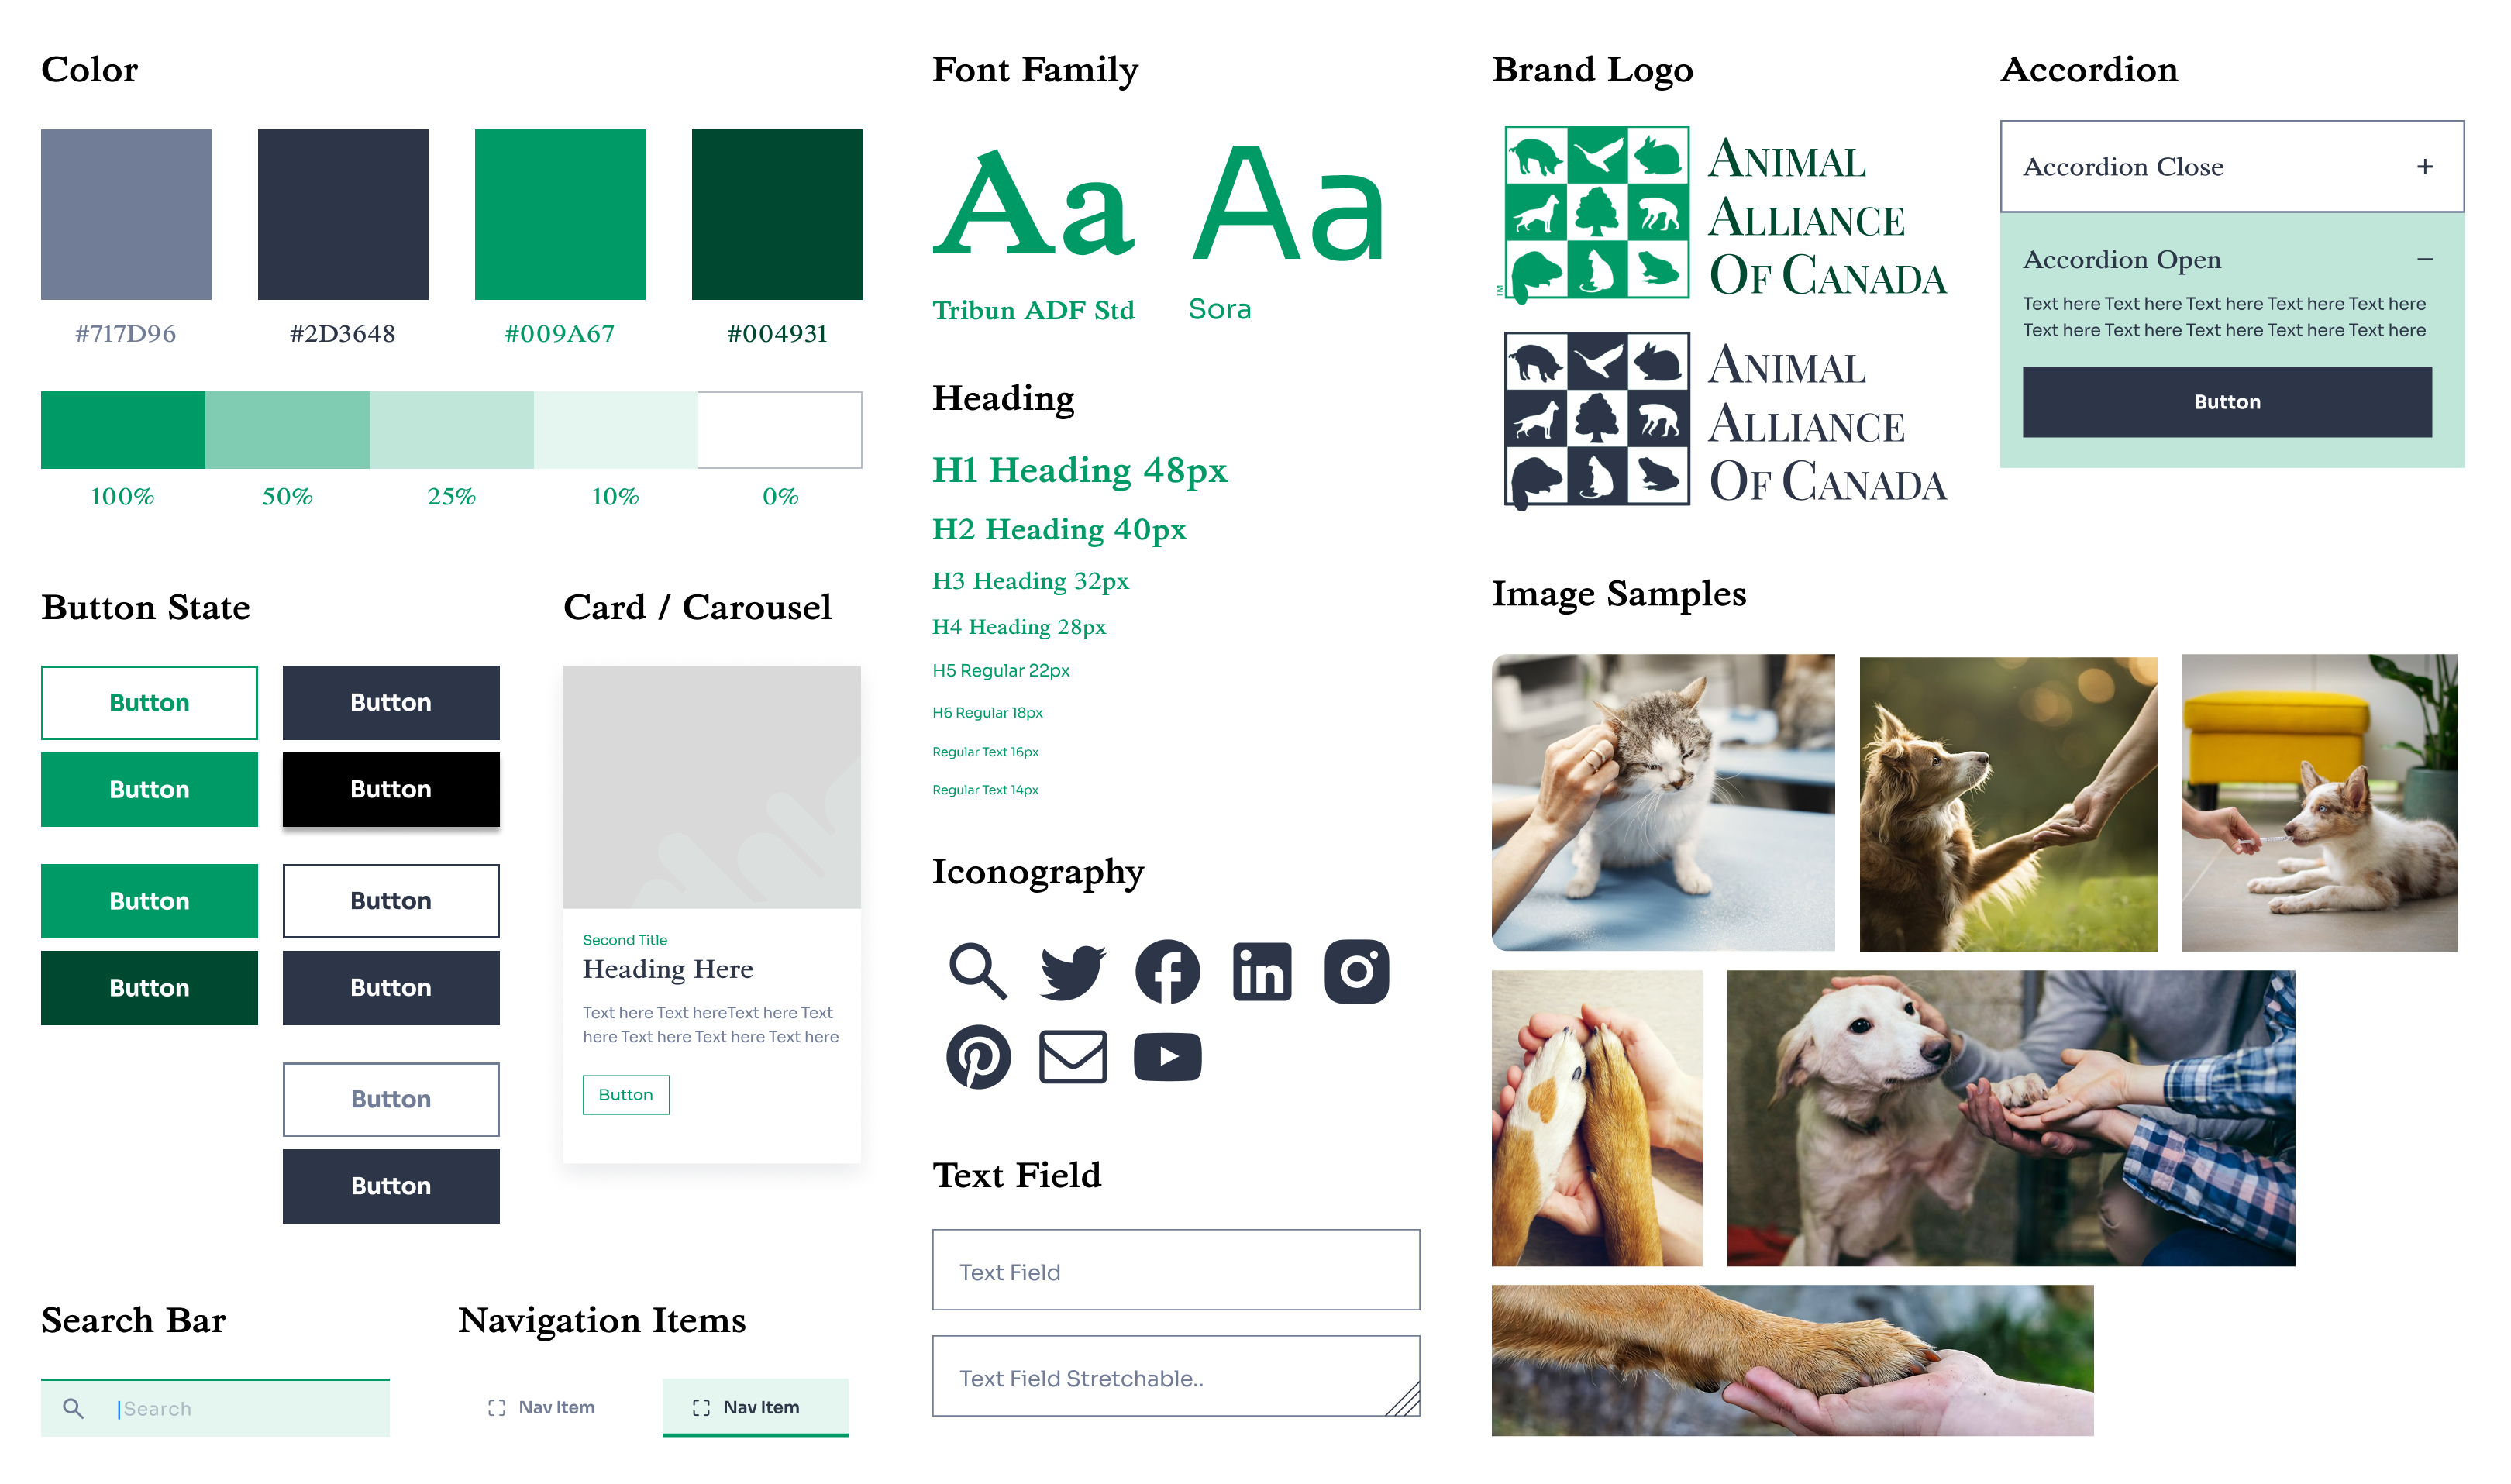 Color
#717D96
#2D3648
#009A67
#004931
100%
50%
25%
10%
0%
Button State
Button
Button
Button
Button
Button
Button
Button
Button
Button
Button
Card / Carousel
Second Title
Heading Here
Text here Text hereText here Text
here Text here Text here Text here
Button
Search Bar
Search
Navigation Items
Nav Item
Nav Item
Font Family
Aa
Aa
Tribun ADF Std
Sora
Heading
H1 Heading 48px
H2 Heading 40px
H3 Heading 32px
H4 Heading 28px
H5 Regular 22px
H6 Regular 18px
Regular Text 16px
Regular Text 14px
Iconography
in
Text Field
Text Field
Text Field Stretchable..
Brand Logo
TM
ANIMAL
ALLIANCE
OF CANADA
ANIMAL
ALLIANCE
OF CANADA
Accordion
Accordion Close
Accordion Open
Text here Text here Text here Text here Text here
Text here Text here Text here Text here Text here
Button
Image Samples